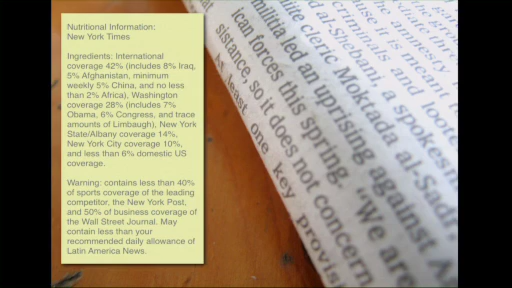 Nutritional Information:
New York Times
Ingredients: International
coverage 42% (includes 8% Iraq,
5% Afghanistan, minimum
weekly 5% China, and no less
than 2% Africa), Washington
coverage 28% (includes 7%
Obama, 6% Congress, and trace
amounts of Limbaugh), New York
State/Albany coverage 14%,
New York City coverage 10%,
and less than 6% domestic US
coverage.
Warning: contains less than 40%
of sports coverage of the leading
competitor, the New York Post,
and 50% of business coverage of
the Wall Street Journal. May
contain less than your
recommended daily allowance of
Latin America News.
criminals and looters
al-Sheibani, a spokesm
cleric Moktada al-Sadr
militia led an uprising against A
ican forces this spring. "We are
sistance, so it does not concern
At least one key provisi